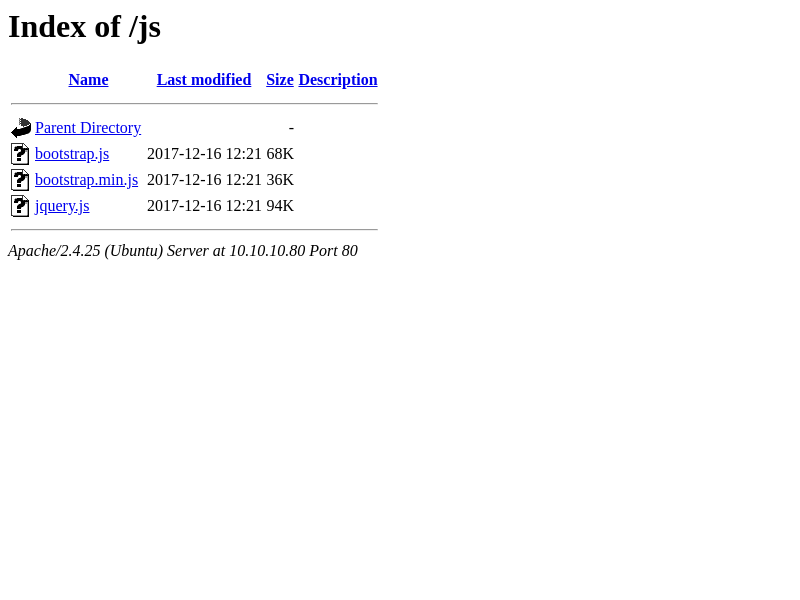 Index of /js
Name Last modified Size Description
Parent Directory -
bootstrap.js 2017-12-16 12:21 68K
bootstrap.min.js 2017-12-16 12:21 36K
jquery.js 2017-12-16 12:21 94K
Apache/2.4.25 (Ubuntu) Server at 10.10.10.80 Port 80